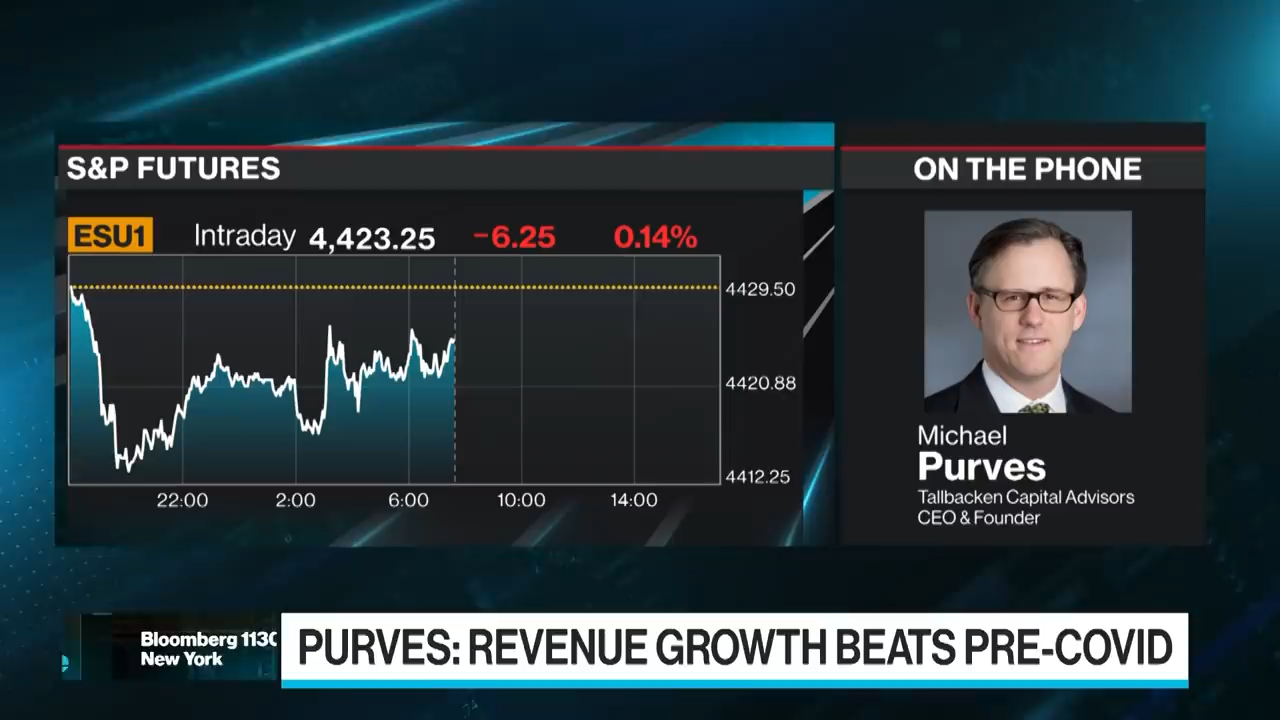 S&P FUTURES
ESU1 Intraday 4,423.25 -6.25 0.14%
4429.50
4420.88
4412.25
22:00 2:00 6:00 10:00 14:00
ON THE PHONE
Michael
Purves
Tallbacken Capital Advisors
CEO & Founder
Bloomberg 1130
New York
PURVES: REVENUE GROWTH BEATS PRE-COVID